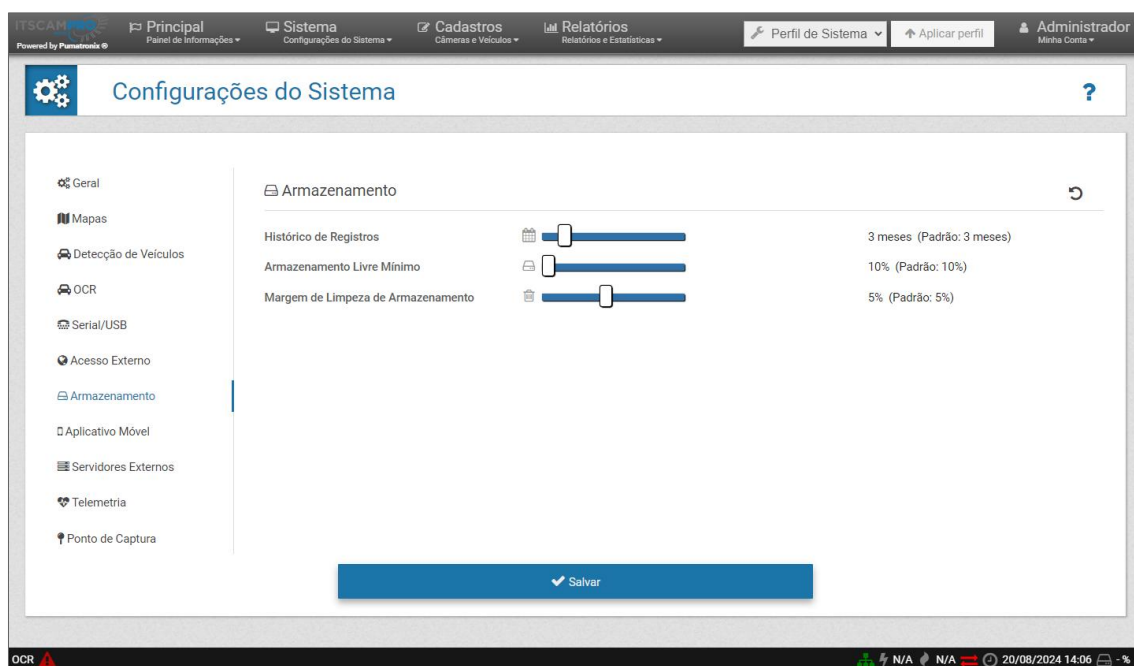 ITSCAMPRO
Powered by Pumatronix ®
Principal
Painel de Informações
Sistema
Configurações do Sistema
Cadastros
Câmeras e Veículos
Relatórios
Relatórios e Estatísticas
Perfil de Sistema
Aplicar perfil
Administrador
Minha Conta
Configurações do Sistema
?
Geral
Mapas
Detecção de Veículos
OCR
Serial/USB
Acesso Externo
Armazenamento
Aplicativo Móvel
Servidores Externos
Telemetria
Ponto de Captura
Armazenamento
Histórico de Registros
3 meses (Padrão: 3 meses)
Armazenamento Livre Mínimo
10% (Padrão: 10%)
Margem de Limpeza de Armazenamento
5% (Padrão: 5%)
Salvar
OCR
N/A N/A 20/08/2024 14:06 - %